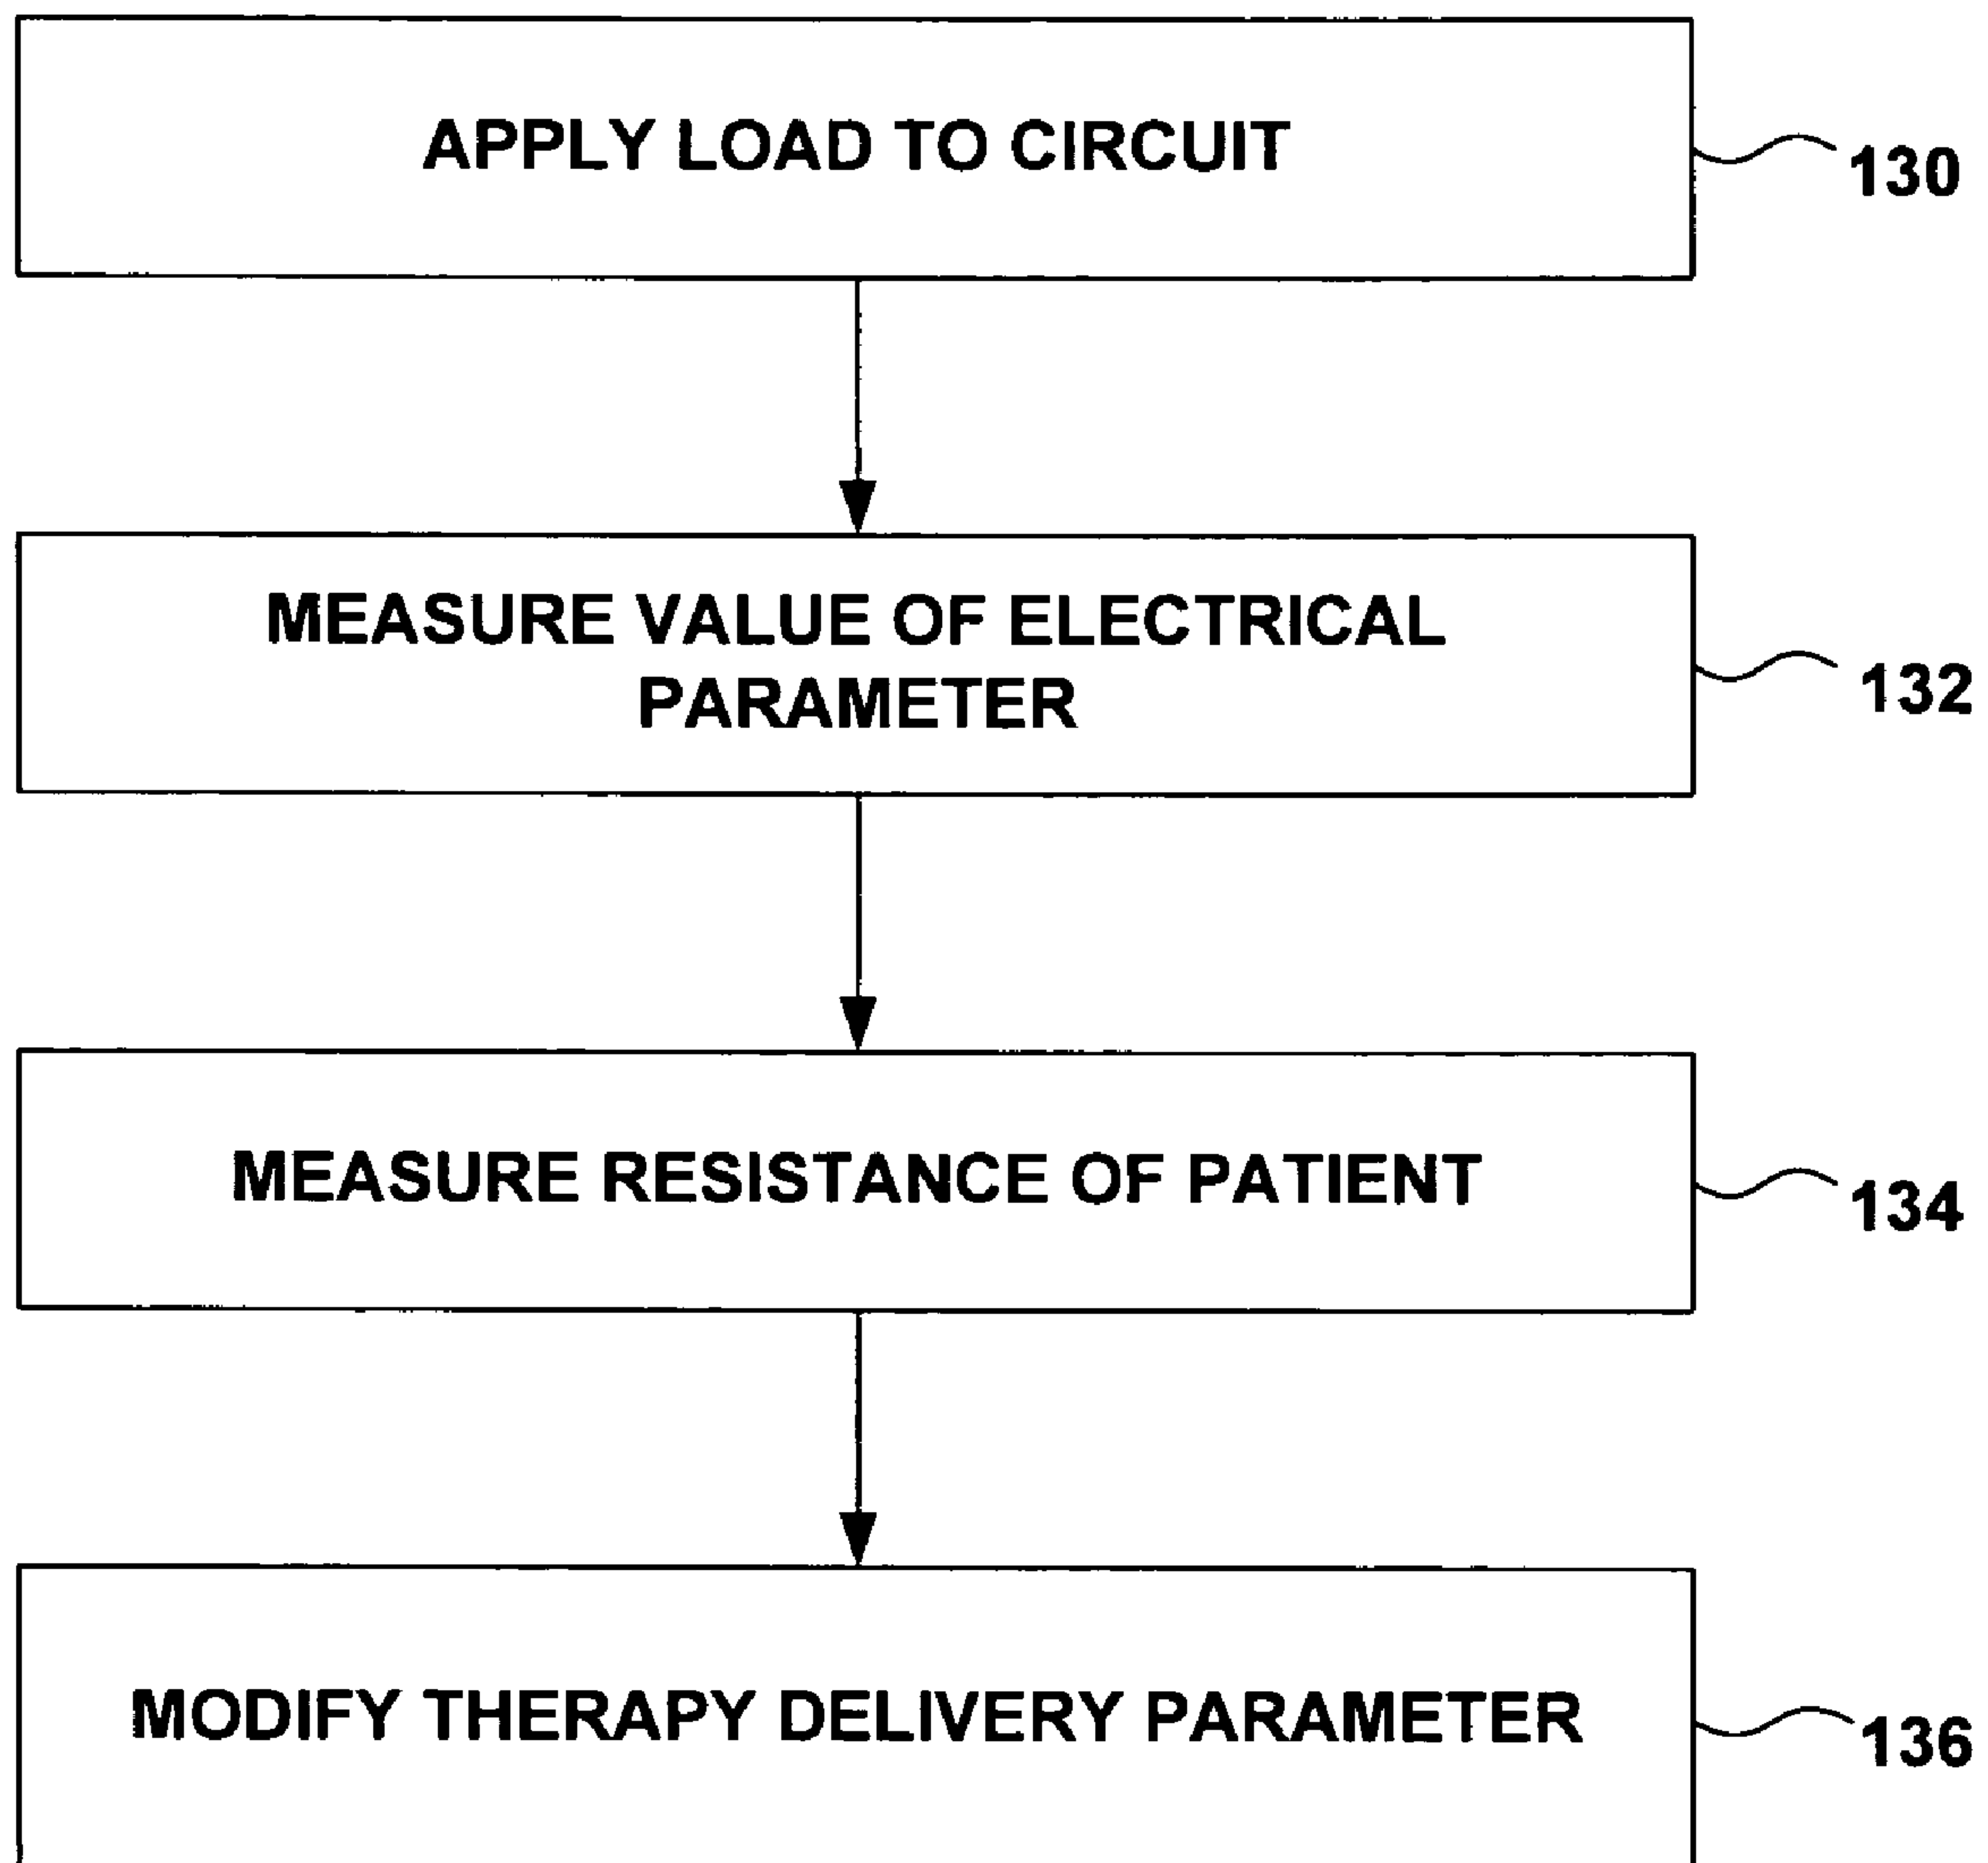 APPLY LOAD TO CIRCUIT
130
MEASURE VALUE OF ELECTRICAL
PARAMETER
132
MEASURE RESISTANCE OF PATIENT
134
MODIFY THERAPY DELIVERY PARAMETER
136